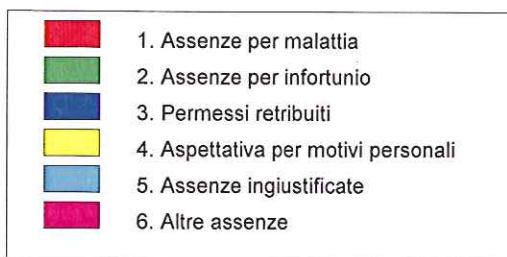 1. Assenze per malattia
2. Assenze per infortunio
3. Permessi retribuiti
4. Aspettativa per motivi personali
5. Assenze ingiustificate
6. Altre assenze